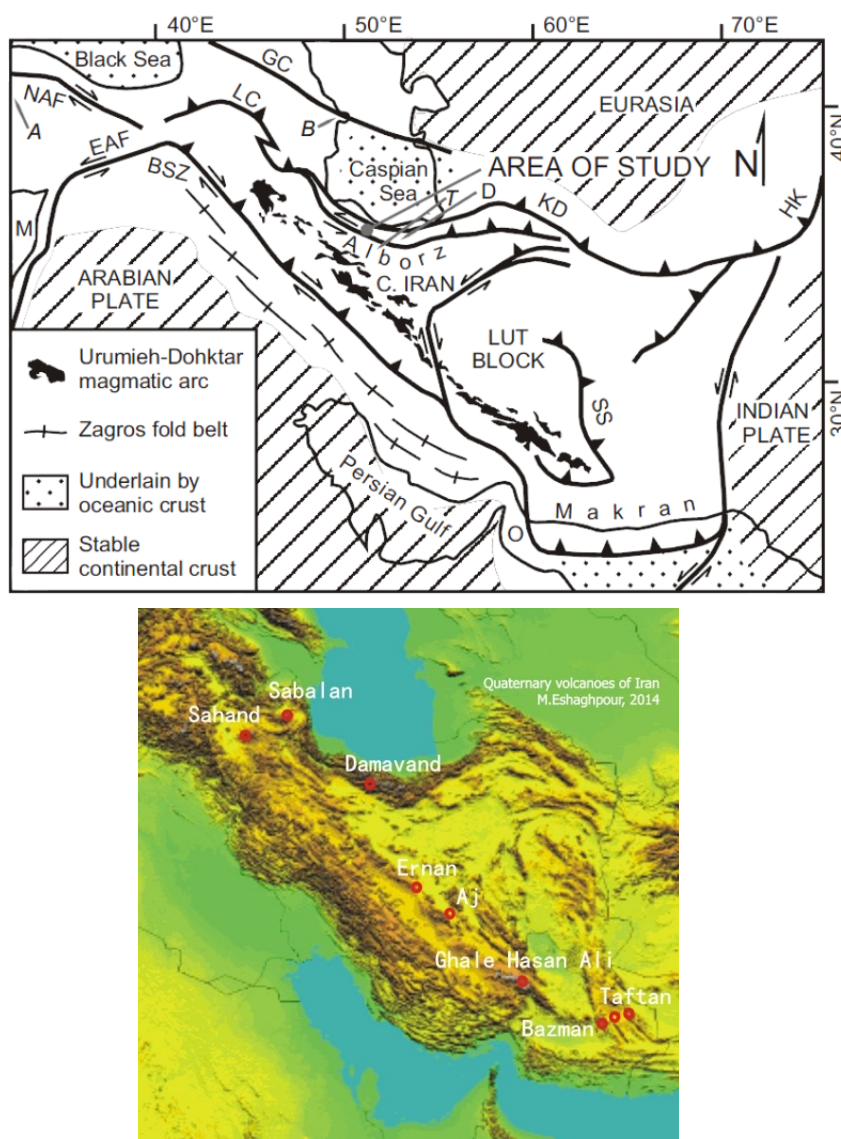 40°E
50°E
60°E
70°E
Black Sea
GC
LC
NAF
A
EAF
BSZ
B
EURASIA
40°N
Caspian
Sea
AREA OF STUDY
N
T
D
KD
HK
M
Alborz
C. IRAN
ARABIAN
PLATE
LUT
BLOCK
SS
INDIAN
PLATE
30°N
Urumieh-Dohktar
magmatic arc
Zagros fold belt
Underlain by
oceanic crust
Stable
continental crust
Persian Gulf
O
Makran
Quaternary volcanoes of Iran
M.Eshaghpour, 2014
Sabalan
Sahand
Damavand
Ernan
Aj
Ghale Hasan Ali
Taftan
Bazman